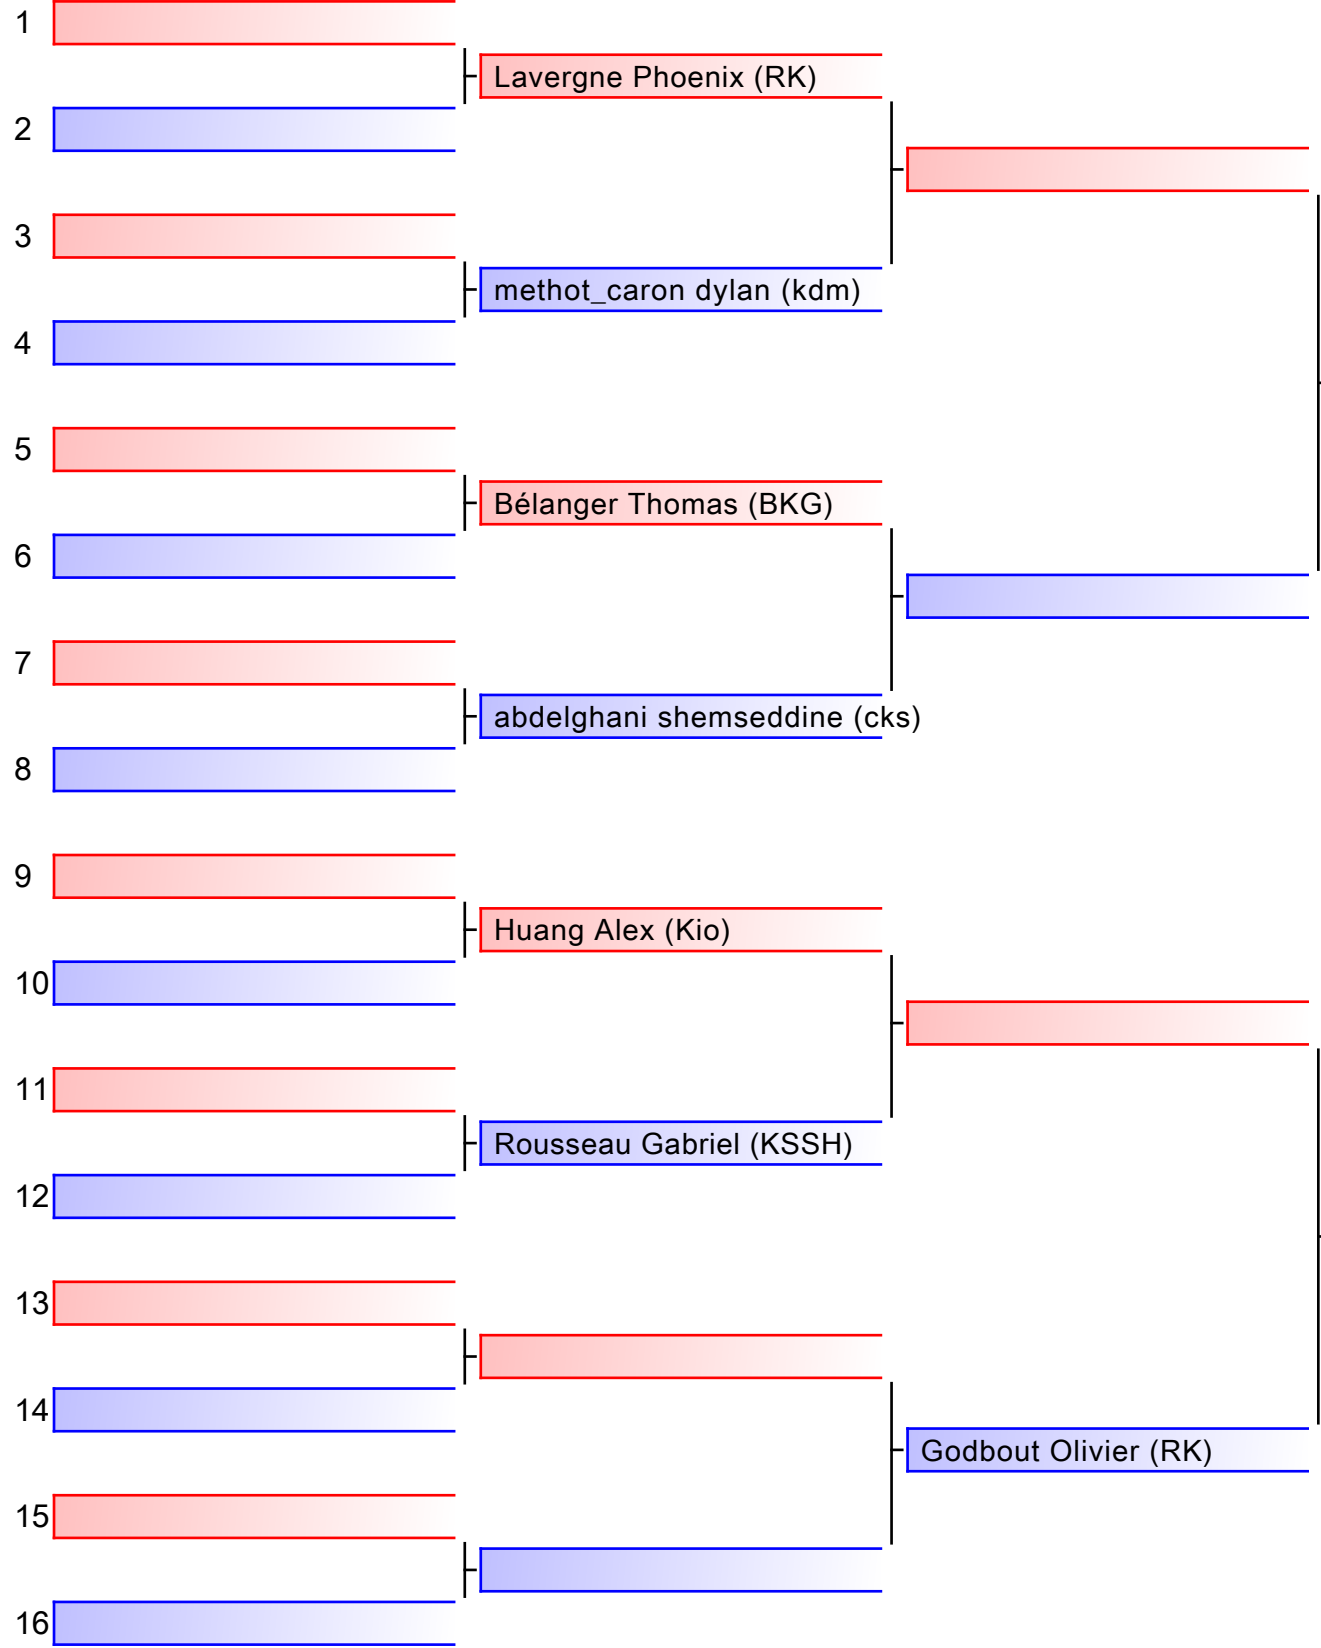 1
Lavergne Phoenix (RK)
2
3
methot_caron dylan (kdm)
4
5
Bélanger Thomas (BKG)
6
7
abdelghani shemseddine (cks)
8
9
Huang Alex (Kio)
10
11
Rousseau Gabriel (KSSH)
12
13
14
Godbout Olivier (RK)
15
16